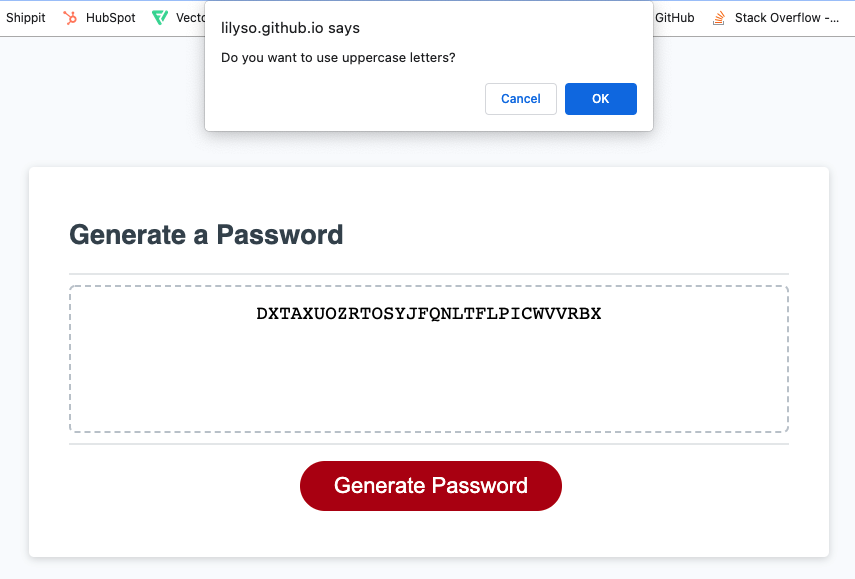 Shippit HubSpot GitHub Stack Overflow -...
lilyso.github.io says
Do you want to use uppercase letters?
Cancel OK
Generate a Password
DXTAXUOZRTOSYJFQNLTFLPICWVVRBX
Generate Password